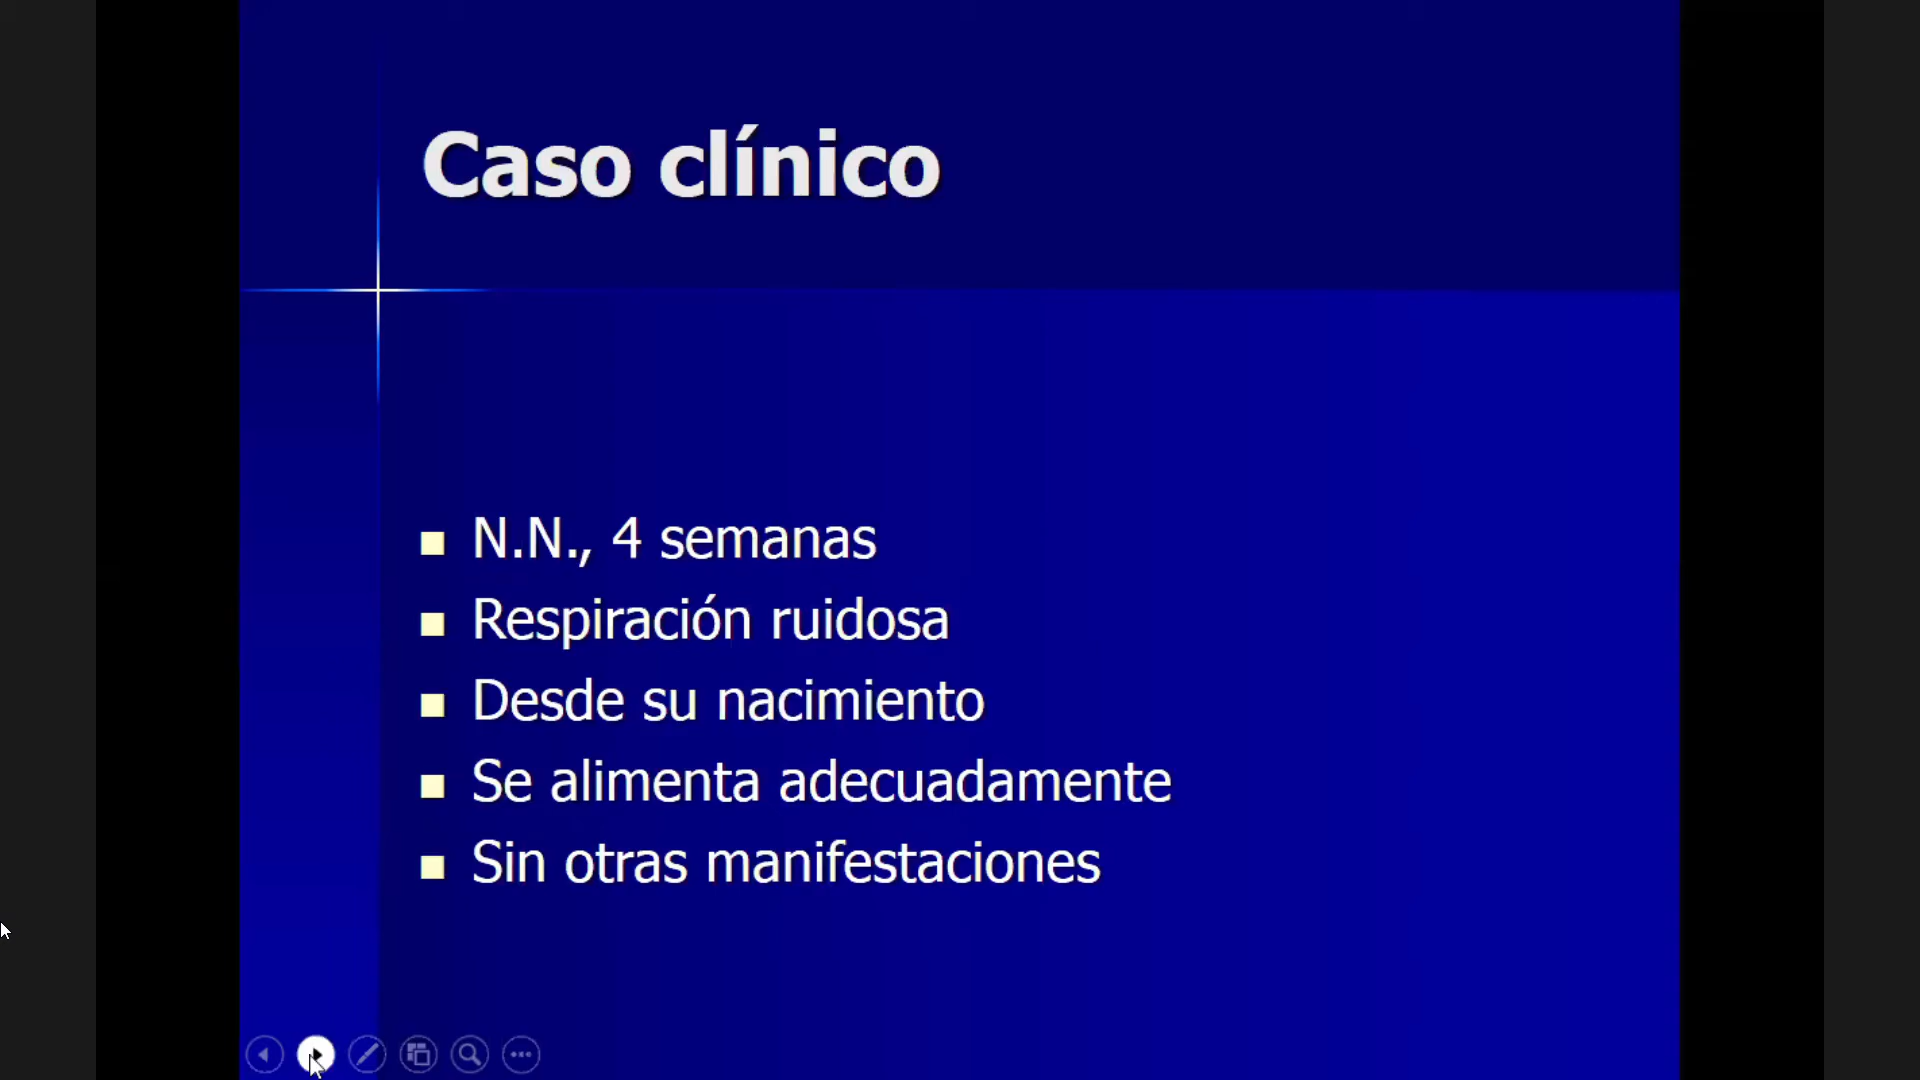 Caso clínico
N.N., 4 semanas
Respiración ruidosa
Desde su nacimiento
Se alimenta adecuadamente
Sin otras manifestaciones